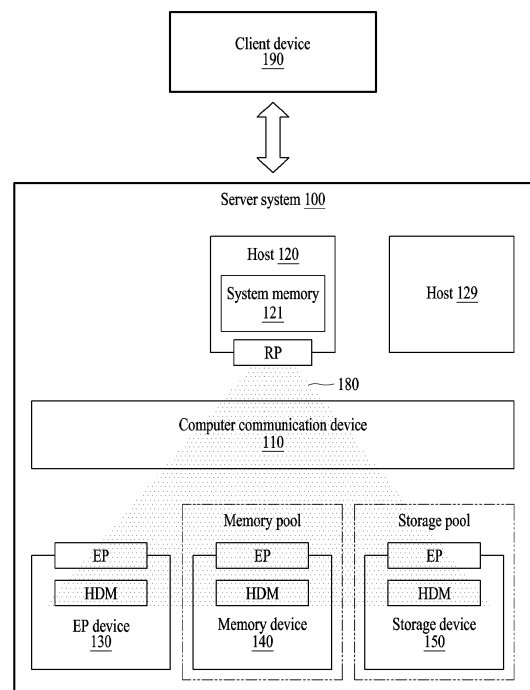 Client device
190
Server system 100
Host 120
System memory
121
RP
Host 129
180
Computer communication device
110
Memory pool
Storage pool
EP
EP
EP
HDM
HDM
HDM
EP device
130
Memory device
140
Storage device
150